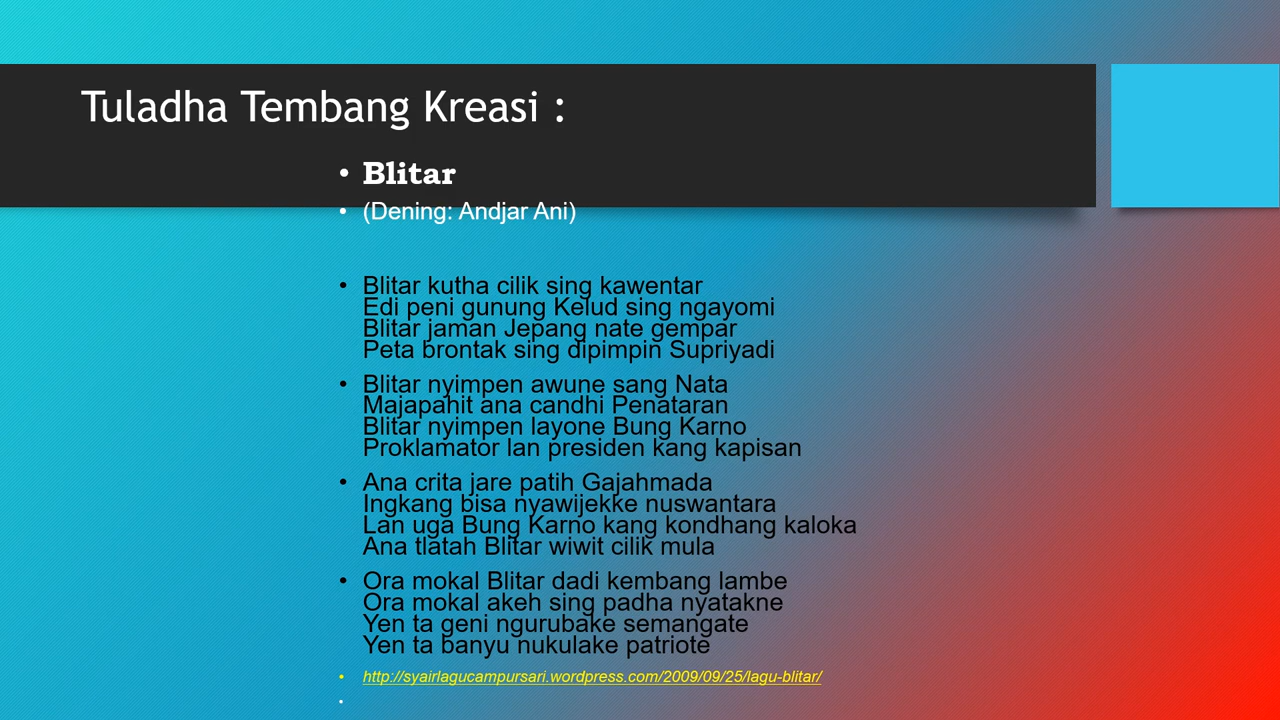 Tuladha Tembang Kreasi :
• Blitar
• (Dening: Andjar Ani)
• Blitar kutha cilik sing kawentar
Edi peni gunung Kelud sing ngayomi
Blitar jaman Jepang nate gempar
Peta brontak sing dipimpin Supriyadi
• Blitar nyimpen awune sang Nata
Majapahit ana candhi Penataran
Blitar nyimpen layone Bung Karno
Proklamator lan presiden kang kapisan
• Ana crita jare patih Gajahmada
Ingkang bisa nyawijekke nuswantara
Lan uga Bung Karno kang kondhang kaloka
Ana tlatah Blitar wiwit cilik mula
• Ora mokal Blitar dadi kembang lambe
Ora mokal akeh sing padha nyatakne
Yen ta geni ngurubake semangate
Yen ta banyu nukulake patriote
• http://syairlagucampursari.wordpress.com/2009/09/25/lagu-blitar/
•